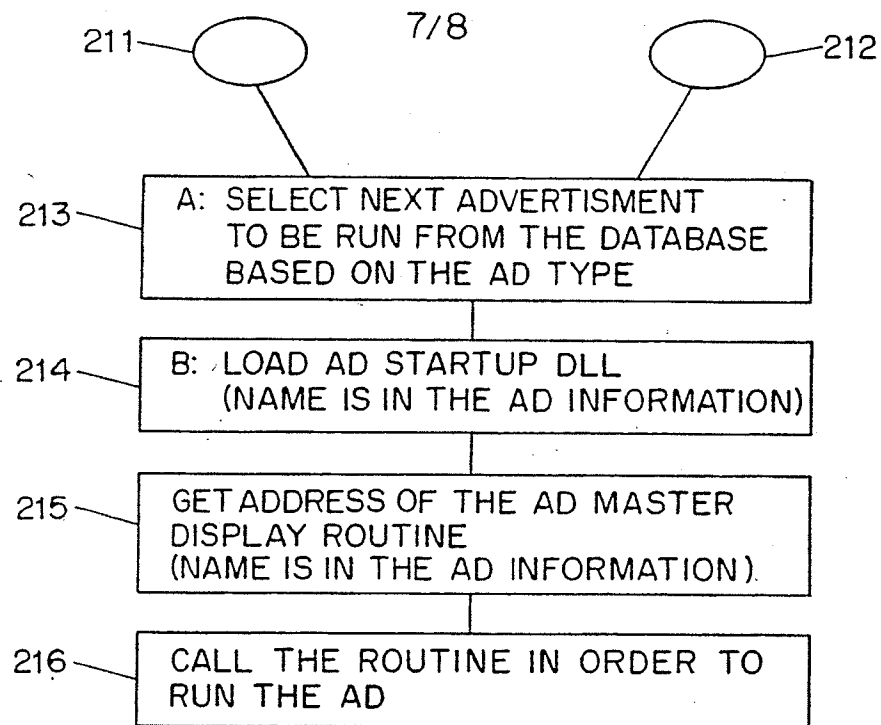 7/8
211
212
213
A: SELECT NEXT ADVERTISMENT
TO BE RUN FROM THE DATABASE
BASED ON THE AD TYPE
214
B: LOAD AD STARTUP DLL
(NAME IS IN THE AD INFORMATION)
215
GET ADDRESS OF THE AD MASTER
DISPLAY ROUTINE
(NAME IS IN THE AD INFORMATION).
216
CALL THE ROUTINE IN ORDER TO
RUN THE AD